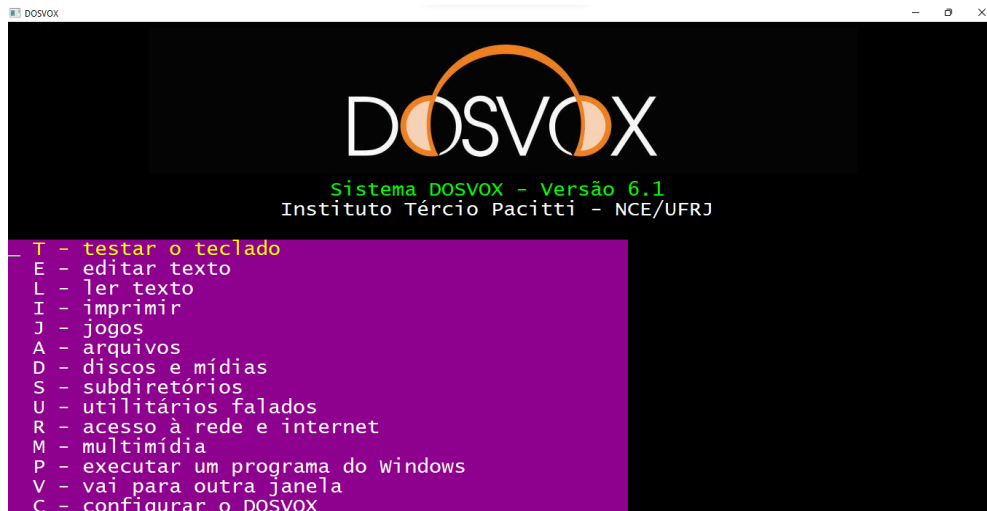 DOSVOX
DOSVOX
Sistema DOSVOX - Versão 6.1
Instituto Tércio Pacitti - NCE/UFRJ
T - testar o teclado
E - editar texto
L - ler texto
I - imprimir
J - jogos
A - arquivos
D - discos e mídias
S - subdiretórios
U - utilitários falados
R - acesso à rede e internet
M - multimídia
P - executar um programa do Windows
V - vai para outra janela
C - configurar o DOSVOX